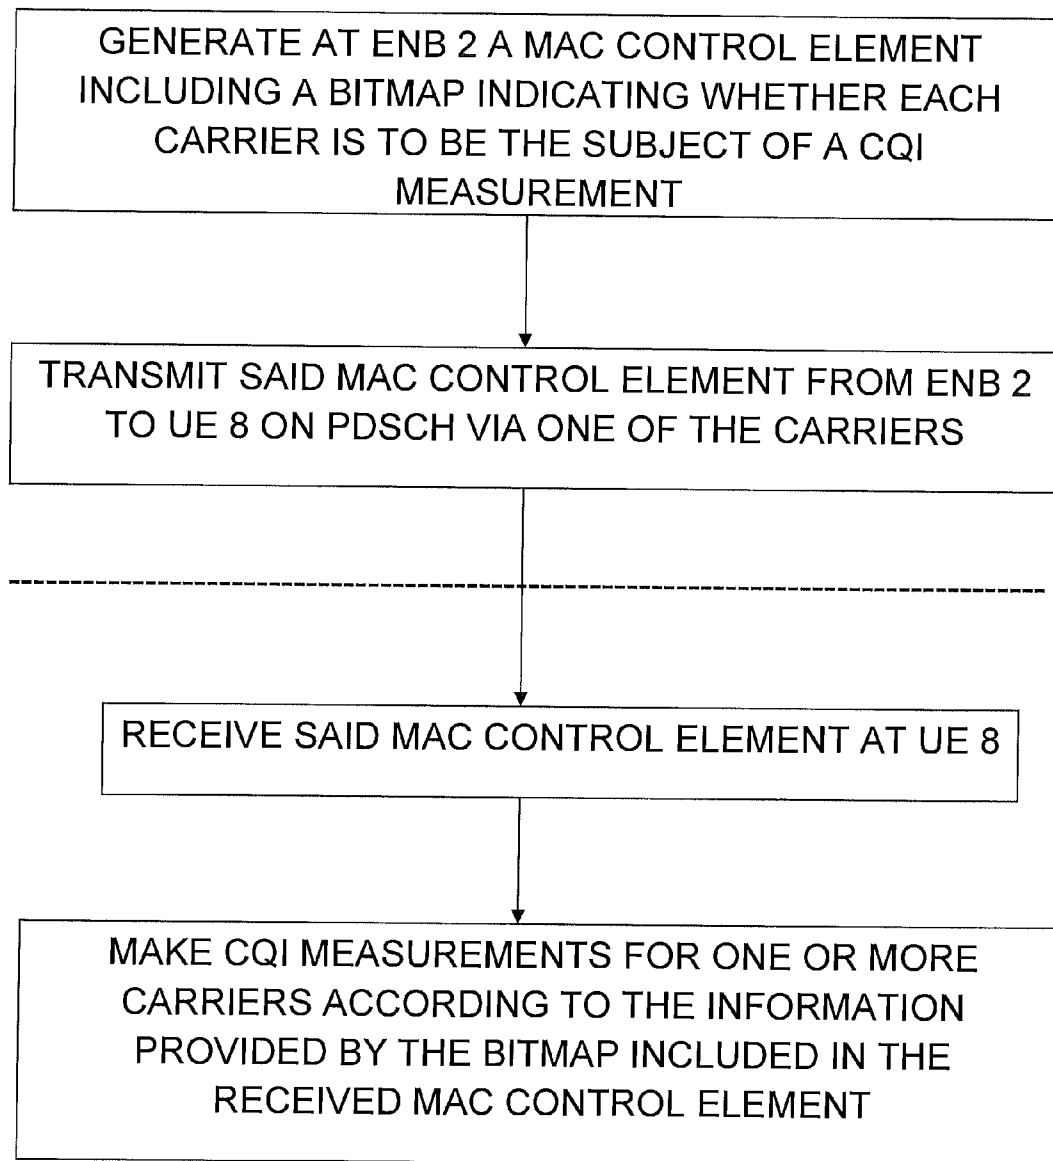 GENERATE AT ENB 2 A MAC CONTROL ELEMENT
INCLUDING A BITMAP INDICATING WHETHER EACH
CARRIER IS TO BE THE SUBJECT OF A CQI
MEASUREMENT
TRANSMIT SAID MAC CONTROL ELEMENT FROM ENB 2
TO UE 8 ON PDSCH VIA ONE OF THE CARRIERS
RECEIVE SAID MAC CONTROL ELEMENT AT UE 8
MAKE CQI MEASUREMENTS FOR ONE OR MORE
CARRIERS ACCORDING TO THE INFORMATION
PROVIDED BY THE BITMAP INCLUDED IN THE
RECEIVED MAC CONTROL ELEMENT